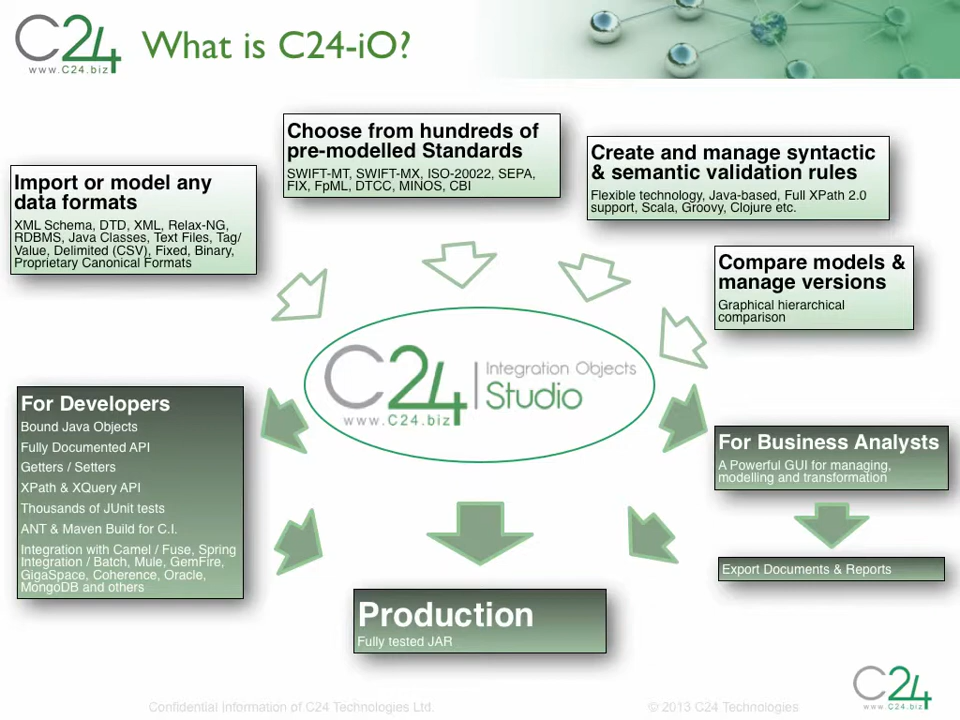 C24
www.C24.biz
What is C24-iO?
Choose from hundreds of
pre-modelled Standards
SWIFT-MT, SWIFT-MX, ISO-20022, SEPA,
FIX, FpML, DTCC, MINOS, CBI
Create and manage syntactic
& semantic validation rules
Flexible technology, Java-based, Full XPath 2.0
support, Scala, Groovy, Clojure etc.
Import or model any
data formats
XML Schema, DTD, XML, Relax-NG,
RDBMS, Java Classes, Text Files, Tag/
Value, Delimited (CSV), Fixed, Binary,
Proprietary Canonical Formats
Compare models &
manage versions
Graphical hierarchical
comparison
C24
www.C24.biz
Integration Objects
Studio
For Developers
Bound Java Objects
Fully Documented API
Getters / Setters
XPath & XQuery API
Thousands of JUnit tests
ANT & Maven Build for C.I.
Integration with Camel / Fuse, Spring
Integration / Batch, Mule, GemFire,
GigaSpace, Coherence, Oracle,
MongoDB and others
For Business Analysts
A Powerful GUI for managing,
modelling and transformation
Export Documents & Reports
Production
Fully tested JAR
Confidential Information of C24 Technologies Ltd.
© 2013 C24 Technologies
C24
www.C24.biz